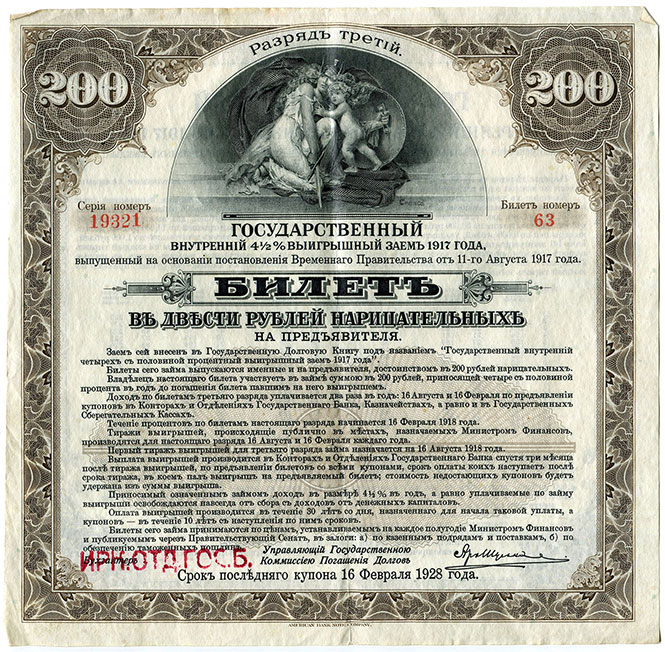 Разрядъ третій.
200
200
Серія номеръ
19321
Билетъ номеръ
63
ГОСУДАРСТВЕННЫЙ
ВНУТРЕННІЙ 4½% ВЫИГРЫШНЫЙ ЗАЕМЪ 1917 ГОДА,
выпущенный на основаніи постановленія Временнаго Правительства отъ 11-го Августа 1917 года.
БИЛЕТЪ
ВЪ ДВѢСТИ РУБЛЕЙ НАРИЦАТЕЛЬНЫХЪ
НА ПРЕДЪЯВИТЕЛЯ.
Заемъ сей внесенъ въ Государственную Долговую Книгу подъ названіемъ "Государственный внутренній
четырехъ съ половиной процентный выигрышный заемъ 1917 года".
Билеты сего займа выпускаются именные и на предъявителя, достоинствомъ въ 200 рублей нарицательныхъ.
Владѣлецъ настоящаго билета участвуетъ въ займѣ суммою въ 200 рублей, приносящей четыре съ половиной
процента въ годъ до погашенія билета павшимъ на него выигрышемъ.
Доходъ по билетамъ третьяго разряда уплачивается два раза въ годъ: 16 Августа и 16 Февраля по предъявленіи
купоновъ въ Конторахъ и Отдѣленіяхъ Государственнаго Банка, Казначействахъ, а равно и въ Государственныхъ
Сберегательныхъ Кассахъ.
Теченіе процентовъ по билетамъ настоящаго разряда начинается 16 Февраля 1918 года.
Тиражи выигрышей, происходящіе публично въ мѣстахъ, назначаемыхъ Министромъ Финансовъ,
производятся для настоящаго разряда 16 Августа и 16 Февраля каждаго года.
Первый тиражъ выигрышей для третьяго разряда займа назначается на 16 Августа 1918 года.
Выплата выигрышей производится въ Конторахъ и Отдѣленіяхъ Государственнаго Банка спустя три мѣсяца
послѣ тиража выигрышей, по предъявленіи билетовъ со всѣми купонами, срокъ оплаты коихъ наступаетъ послѣ
срока тиража, въ коемъ палъ выигрышъ на предъявляемый билетъ; стоимость недостающихъ купоновъ будетъ
удержана изъ суммы выигрыша.
Приносимый означеннымъ займомъ доходъ въ размѣрѣ 4½% въ годъ, а равно уплачиваемые по займу
выигрыши освобождаются навсегда отъ сбора съ доходовъ отъ денежныхъ капиталовъ.
Оплата выигрышей производится въ теченіе 30 лѣтъ со дня, назначеннаго для начала таковой уплаты, а
купоновъ — въ теченіе 10 лѣтъ съ наступленія по нимъ сроковъ.
Билеты сего займа принимаются по цѣнамъ, устанавливаемымъ на каждое полугодіе Министромъ Финансовъ
и публикуемымъ черезъ Правительствующій Сенатъ, въ залоги: а) по казеннымъ подрядамъ и поставкамъ, б) по
обезпеченію таможенныхъ пошлинъ.
ИРК.ОТД.ГОС.Б.
Бухгалтеръ
Управляющій Государственною
Коммиссіею Погашенія Долговъ
Срокъ послѣдняго купона 16 Февраля 1928 года.
AMERICAN BANK NOTE COMPANY.